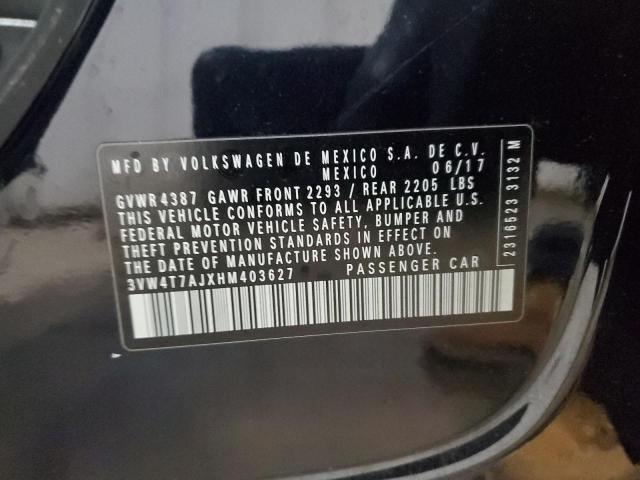 MFD BY VOLKSWAGEN DE MEXICO S.A. DE C.V.
MEXICO 06/17
GVWR 4387 GAWR FRONT 2293 / REAR 2205 LBS
THIS VEHICLE CONFORMS TO ALL APPLICABLE U.S.
FEDERAL MOTOR VEHICLE SAFETY, BUMPER AND
THEFT PREVENTION STANDARDS IN EFFECT ON
THE DATE OF MANUFACTURE SHOWN ABOVE.
3VW4T7AJXHM403627 PASSENGER CAR
2316523 3132 M